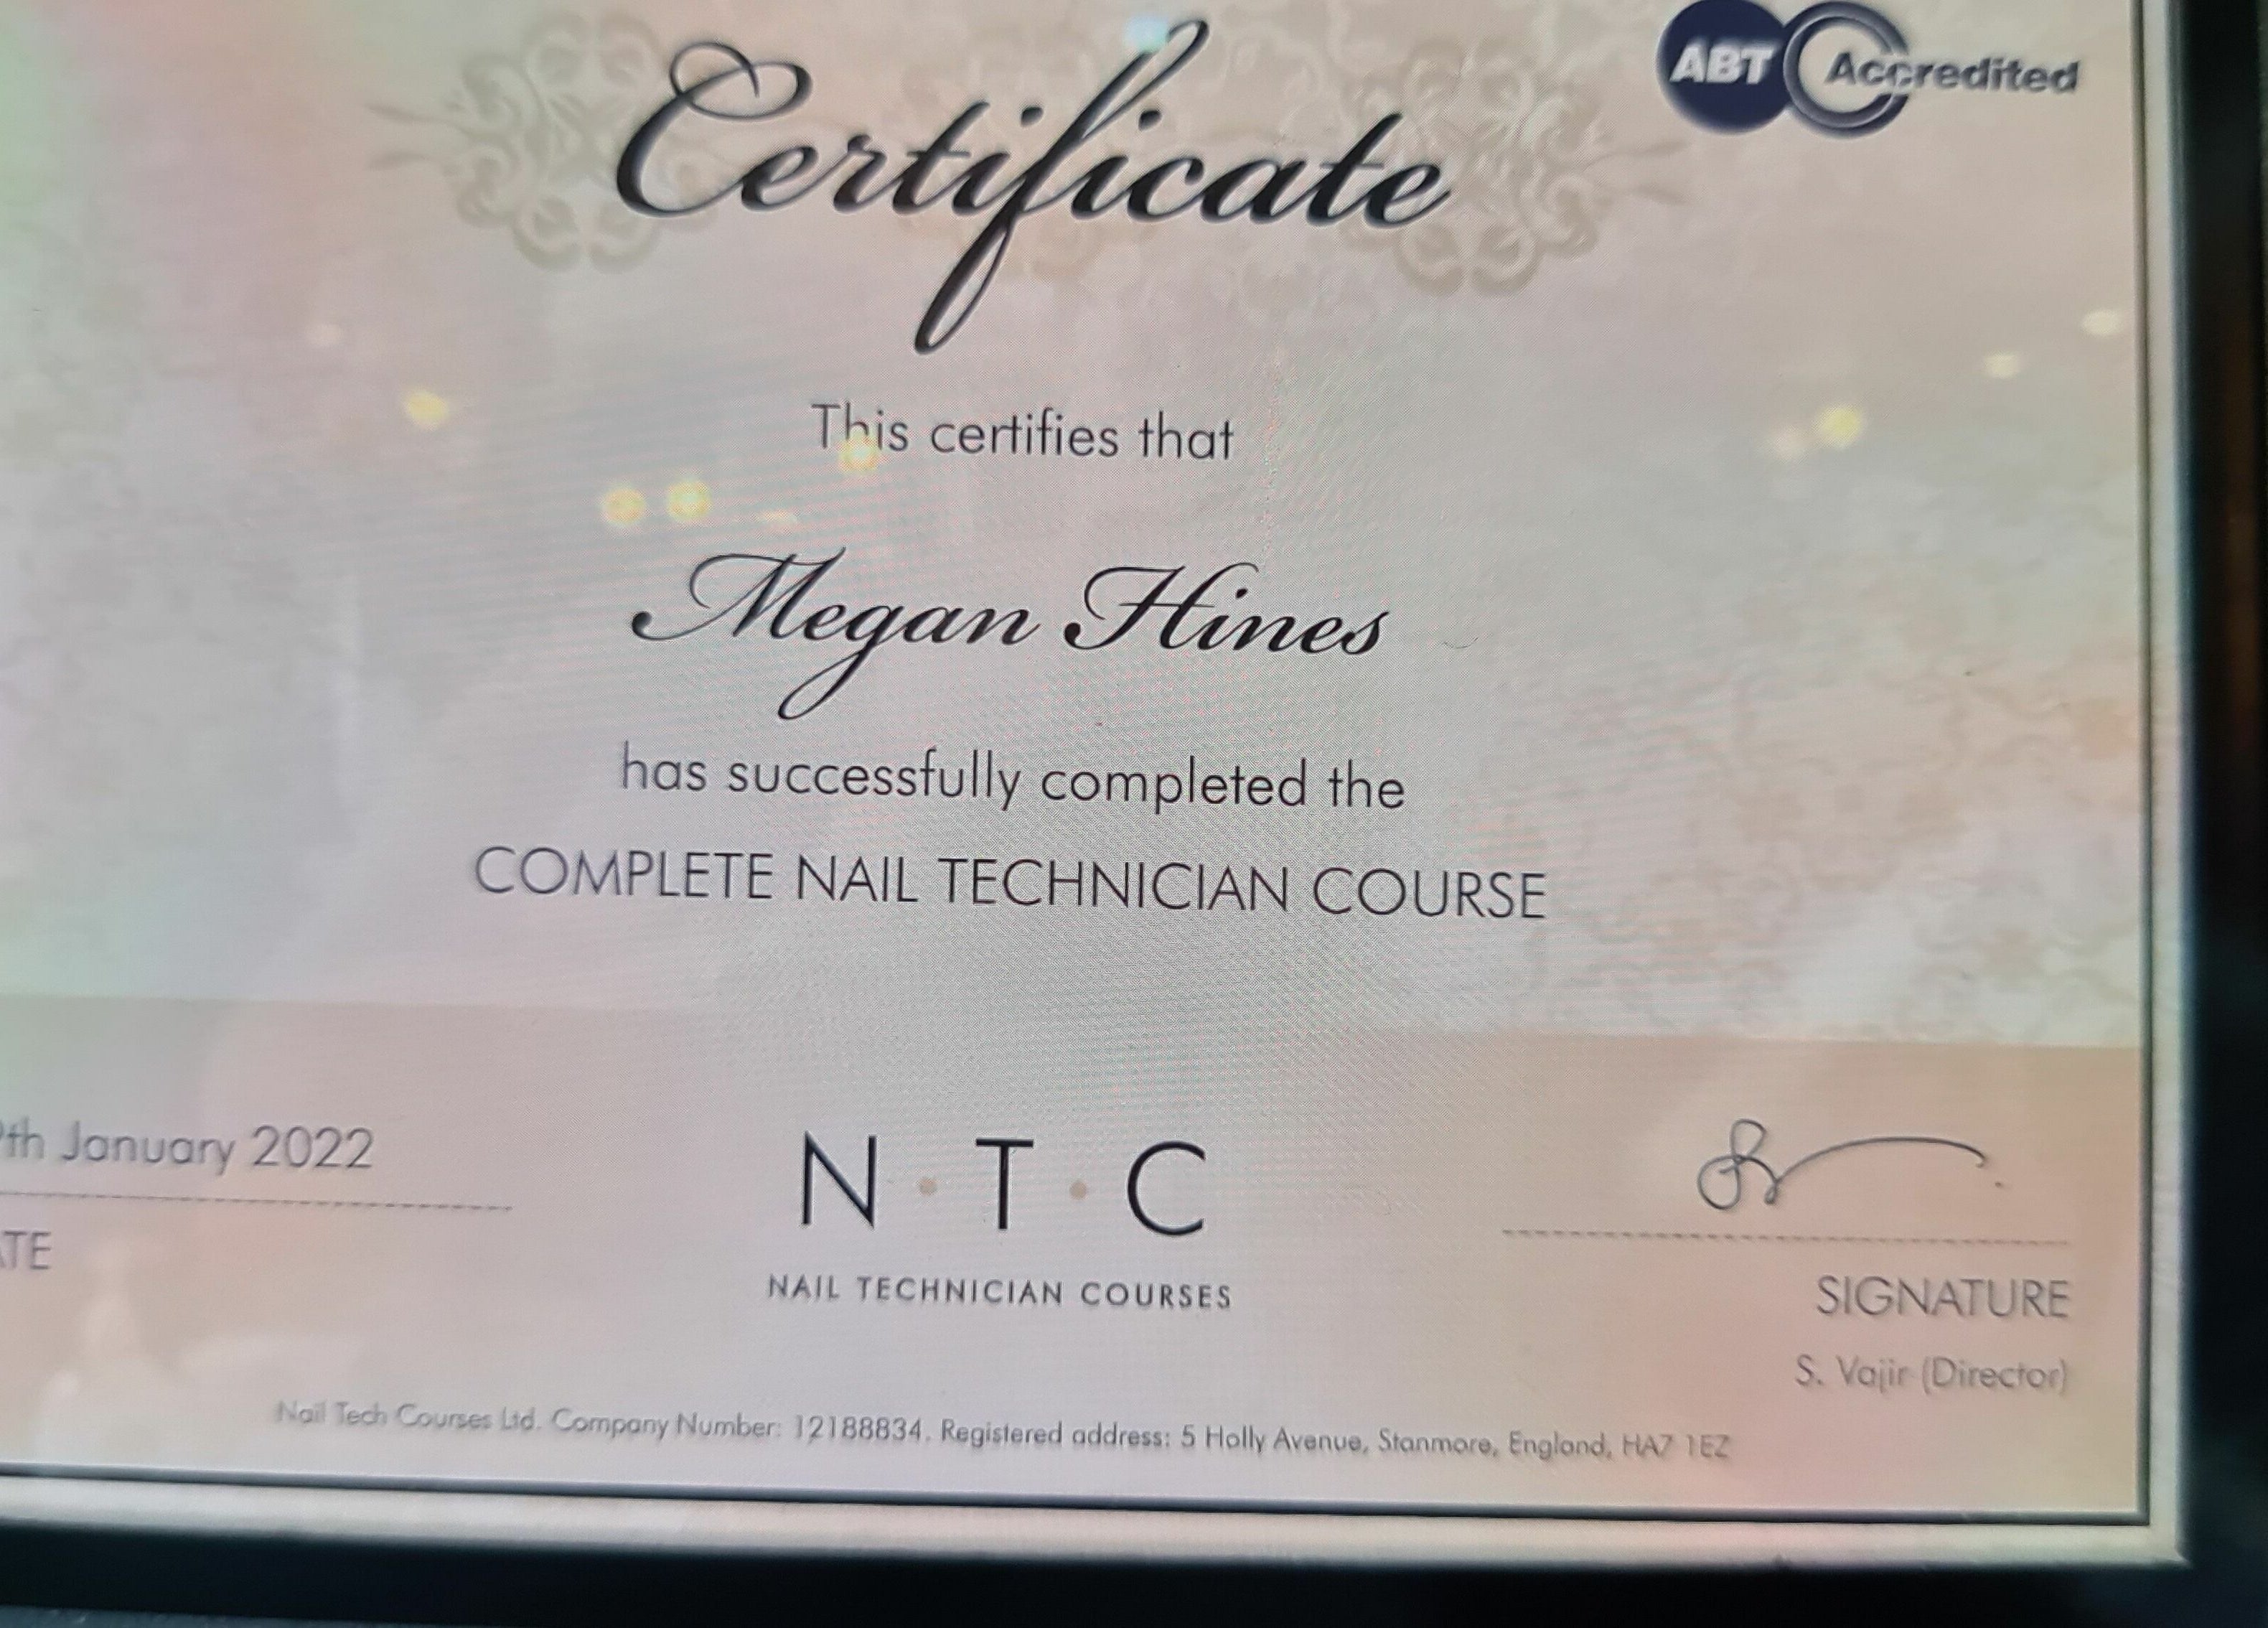 ABT Accredited
Certificate
This certifies that
Megan Hines
has successfully completed the
COMPLETE NAIL TECHNICIAN COURSE
th January 2022
N · T · C
NAIL TECHNICIAN COURSES
SIGNATURE
S. Vajir (Director)
Nail Tech Courses Ltd. Company Number: 12188834. Registered address: 5 Holly Avenue, Stanmore, England, HA7 1EZ